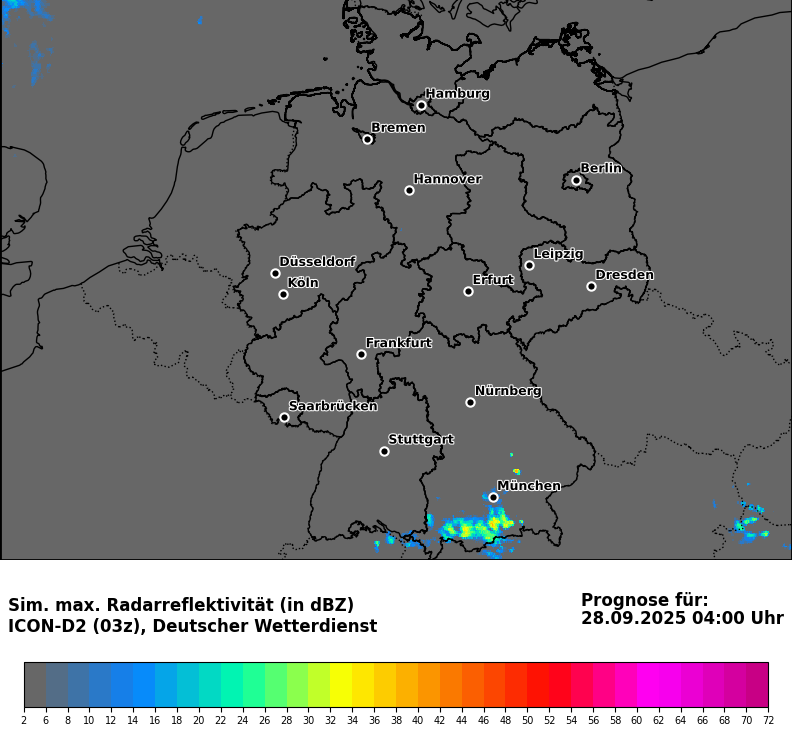 Hamburg
Bremen
Berlin
Hannover
Leipzig
Düsseldorf
Dresden
Erfurt
Köln
Frankfurt
Nürnberg
Saarbrücken
Stuttgart
München
Sim. max. Radarreflektivität (in dBZ)
ICON-D2 (03z), Deutscher Wetterdienst
Prognose für:
28.09.2025 04:00 Uhr
2 6 8 10 12 14 16 18 20 22 24 26 28 30 32 34 36 38 40 42 44 46 48 50 52 54 56 58 60 62 64 66 68 70 72